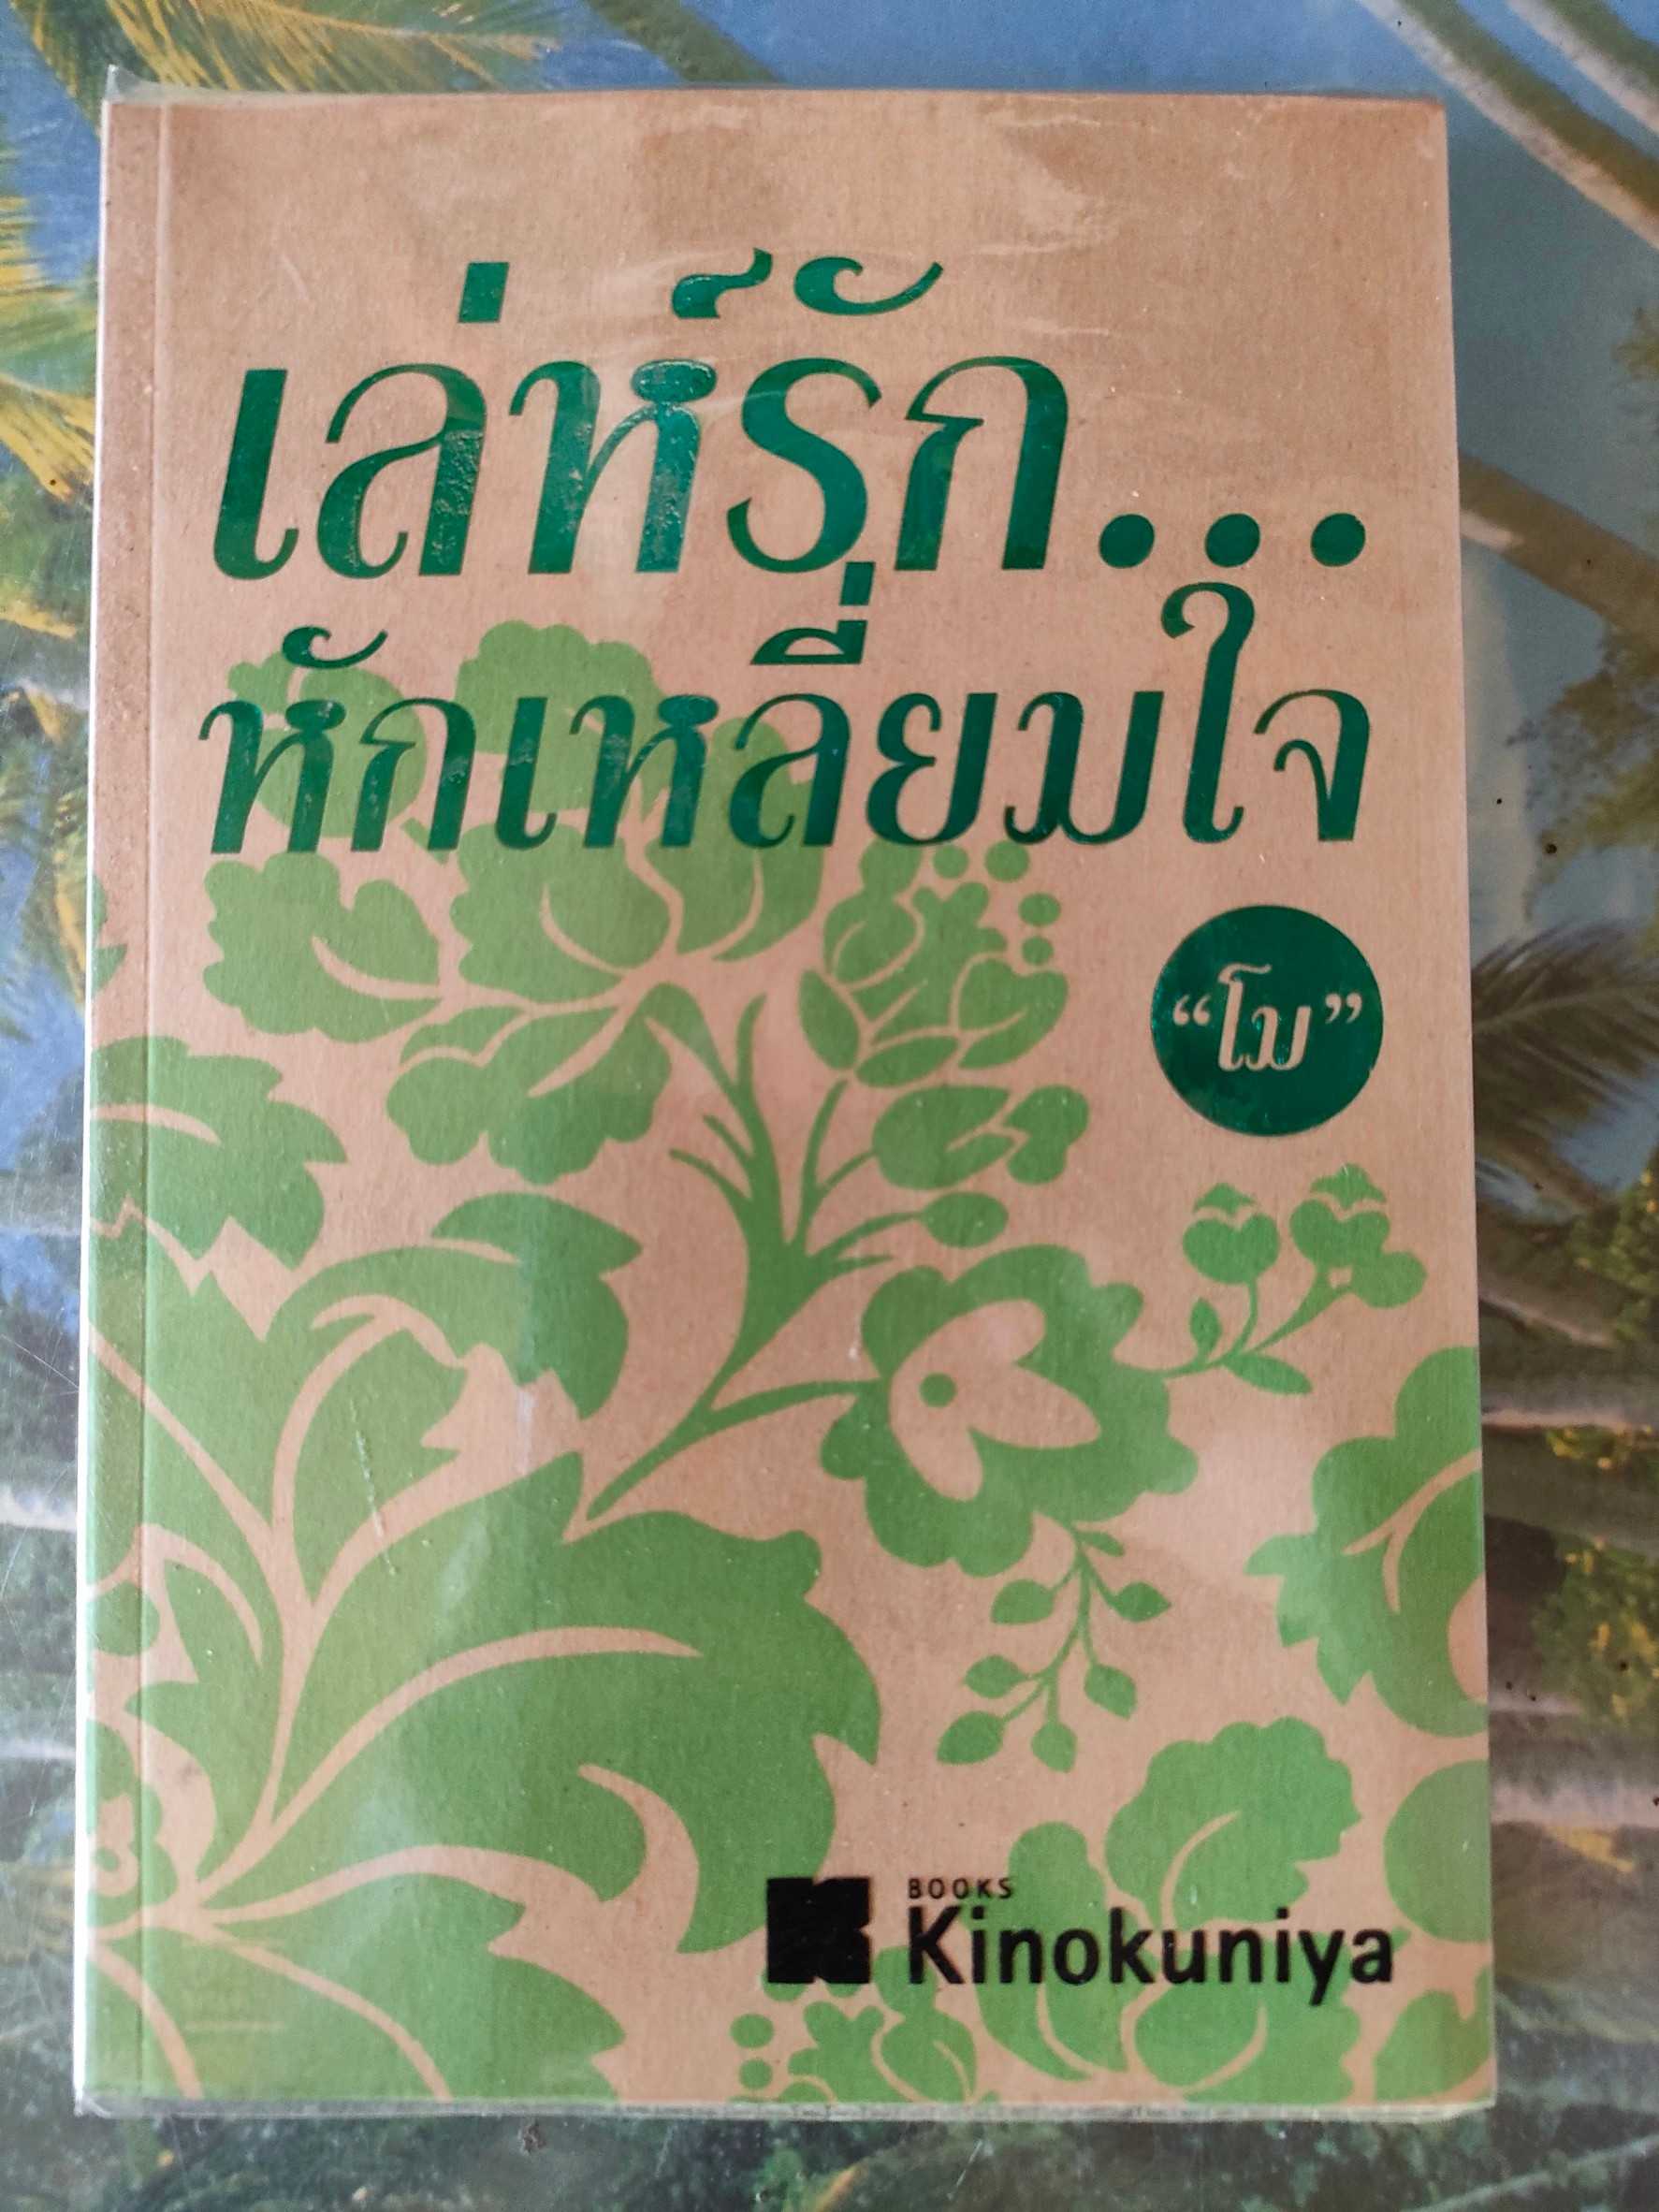 เล่ห์รัก...
หักเหลี่ยมใจ
“โม”
BOOKS
Kinokuniya